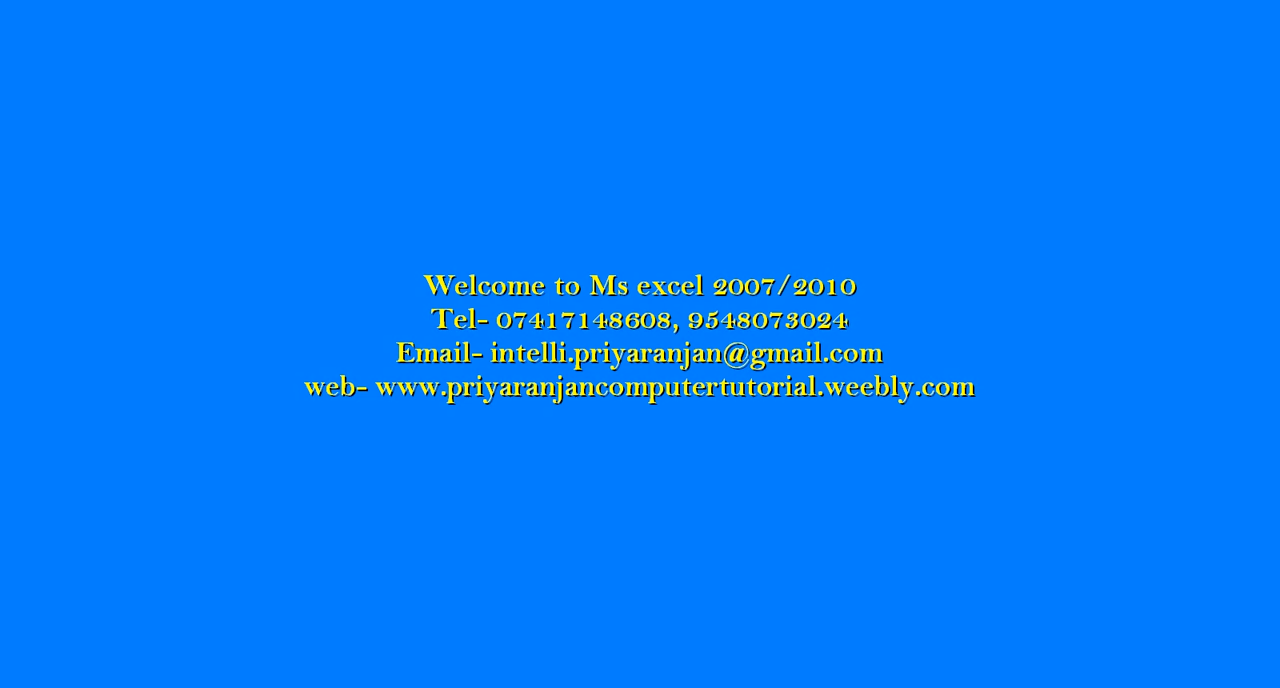 Welcome to Ms excel 2007/2010
Tel- 07417148608, 9548073024
Email- intelli.priyaranjan@gmail.com
web- www.priyaranjancomputertutorial.weebly.com